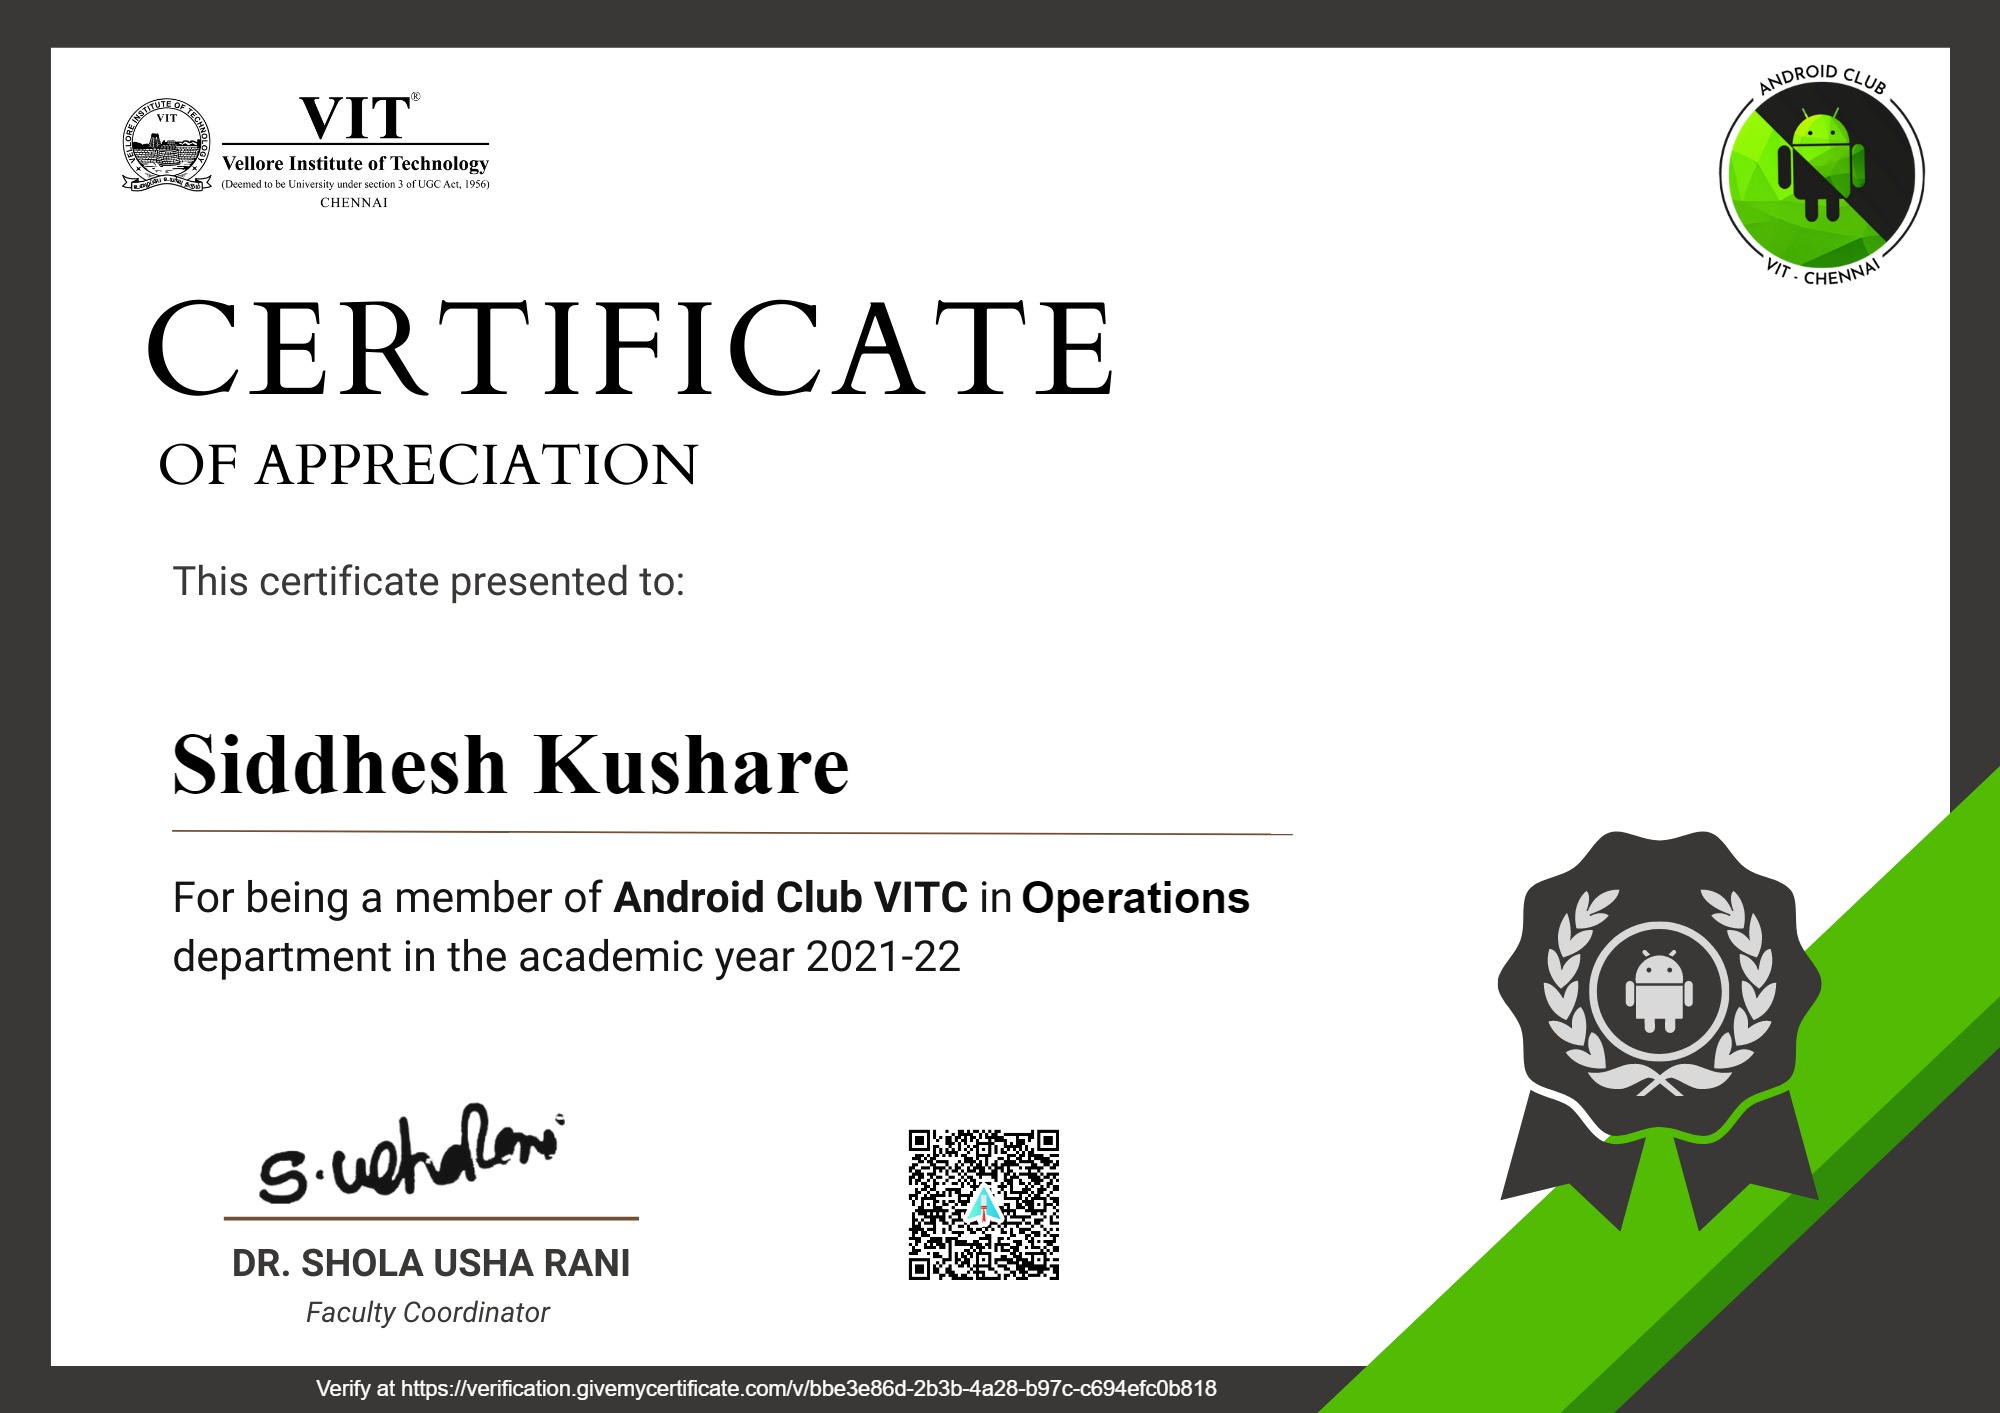 VELLORE INSTITUTE OF TECHNOLOGY
VIT
VIT®
Vellore Institute of Technology
(Deemed to be University under section 3 of UGC Act, 1956)
CHENNAI
ANDROID CLUB
VIT - CHENNAI
CERTIFICATE
OF APPRECIATION
This certificate presented to:
Siddhesh Kushare
For being a member of Android Club VITC in Operations
department in the academic year 2021-22
S. Usha Rani
DR. SHOLA USHA RANI
Faculty Coordinator
Verify at https://verification.givemycertificate.com/v/bbe3e86d-2b3b-4a28-b97c-c694efc0b818